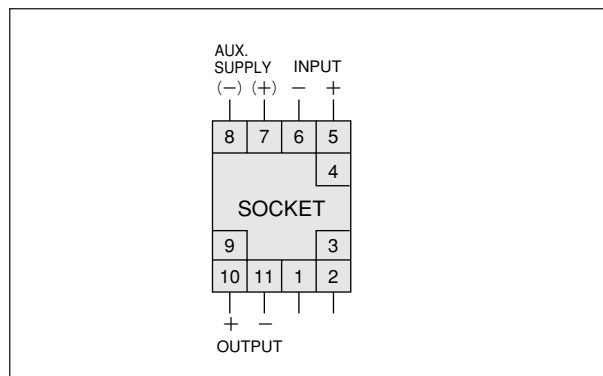 AUX.
SUPPLY INPUT
(−) (+) − +
8 7 6 5
4
SOCKET
9 3
10 11 1 2
+ −
OUTPUT